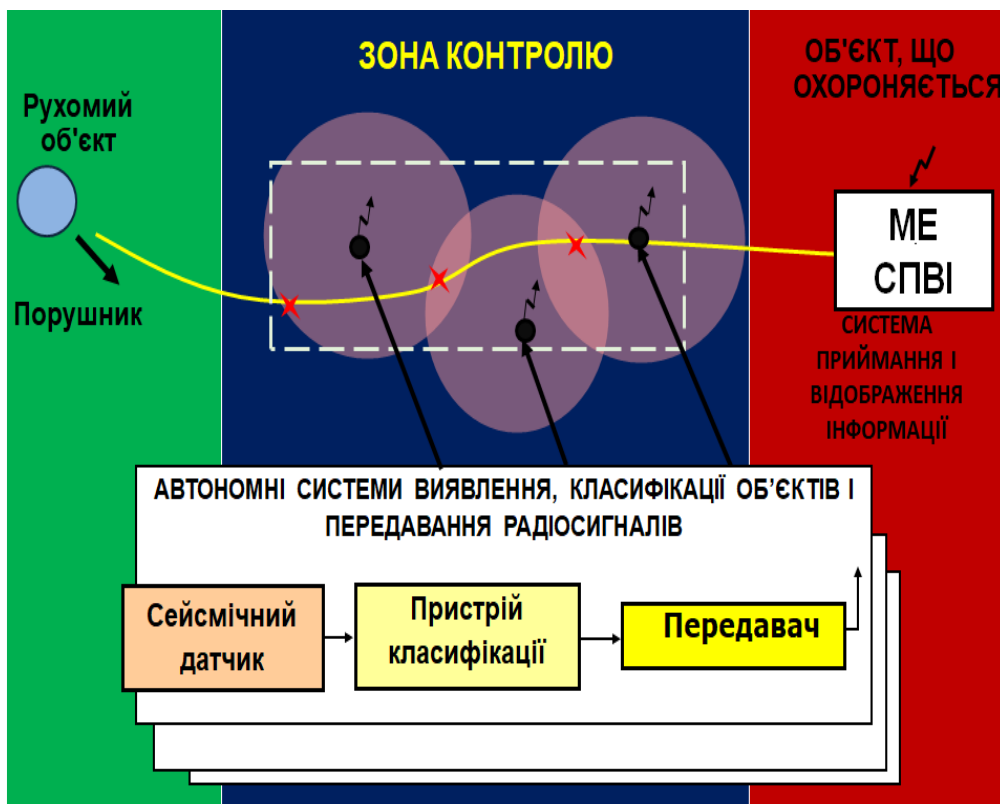 ЗОНА КОНТРОЛЮ
ОБ'ЄКТ, ЩО
ОХОРОНЯЄТЬСЯ
Рухомий
об'єкт
Порушник
МЕ
СПВІ
СИСТЕМА
ПРИЙМАННЯ І
ВІДОБРАЖЕННЯ
ІНФОРМАЦІЇ
АВТОНОМНІ СИСТЕМИ ВИЯВЛЕННЯ, КЛАСИФІКАЦІЇ ОБ’ЄКТІВ І
ПЕРЕДАВАННЯ РАДІОСИГНАЛІВ
Сейсмічний
датчик
Пристрій
класифікації
Передавач